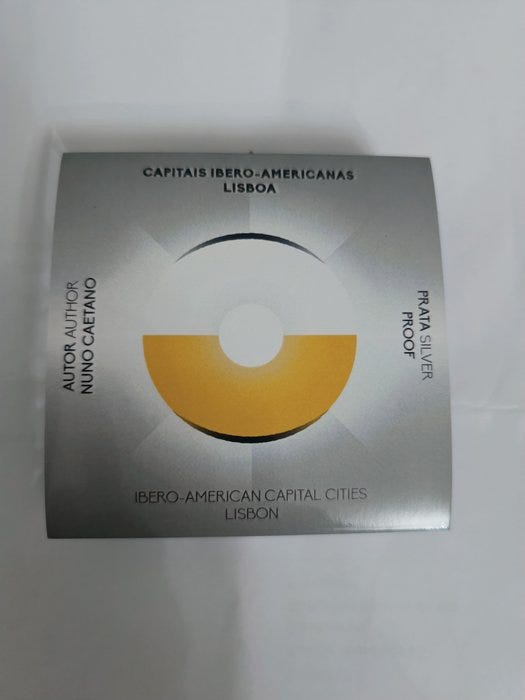 CAPITAIS IBERO-AMERICANAS
LISBOA
AUTOR AUTHOR
NUNO CAETANO
PRATA SILVER
PROOF
IBERO-AMERICAN CAPITAL CITIES
LISBON